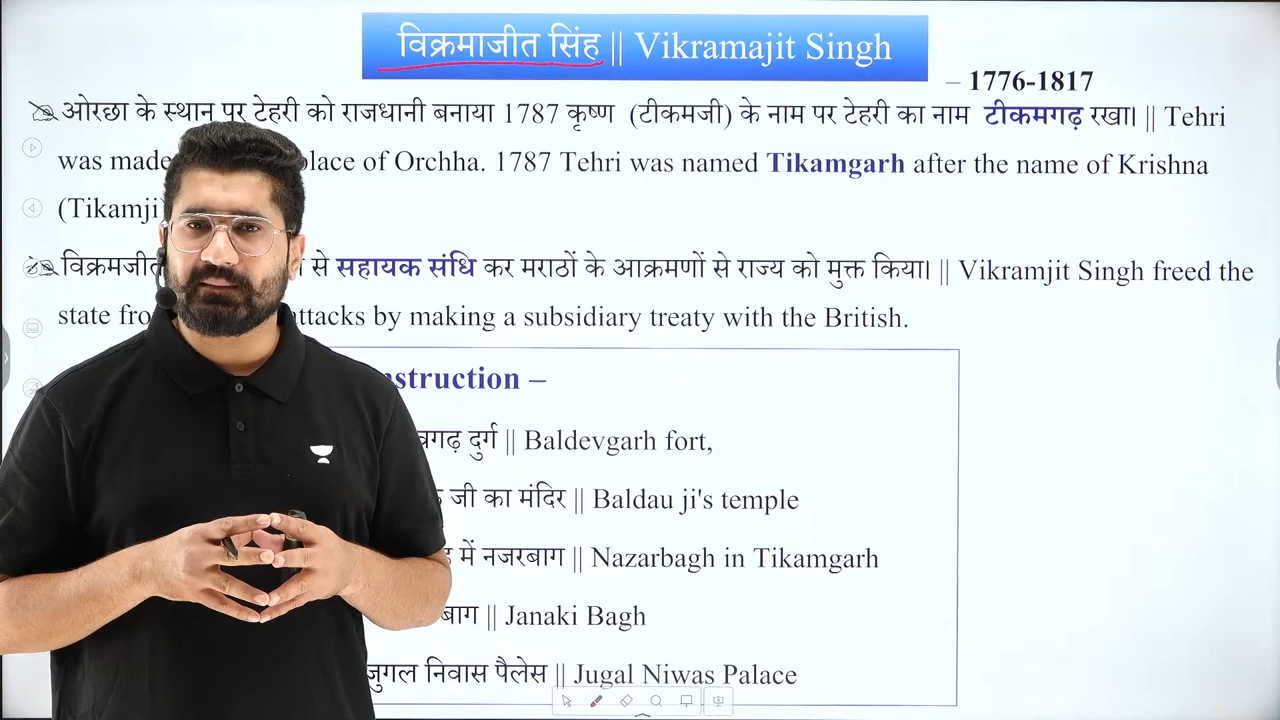 विक्रमाजीत सिंह || Vikramajit Singh
– 1776-1817
ओरछा के स्थान पर टेहरी को राजधानी बनाया 1787 कृष्ण (टीकमजी) के नाम पर टेहरी का नाम टीकमगढ़ रखा। || Tehri
was made place of Orchha. 1787 Tehri was named Tikamgarh after the name of Krishna
(Tikamji)
विक्रमजीत से सहायक संधि कर मराठों के आक्रमणों से राज्य को मुक्त किया। || Vikramjit Singh freed the
state attacks by making a subsidiary treaty with the British.
–
दुर्ग || Baldevgarh fort,
जी का मंदिर || Baldau ji's temple
में नजरबाग || Nazarbagh in Tikamgarh
बाग || Janaki Bagh
जुगल निवास पैलेस || Jugal Niwas Palace